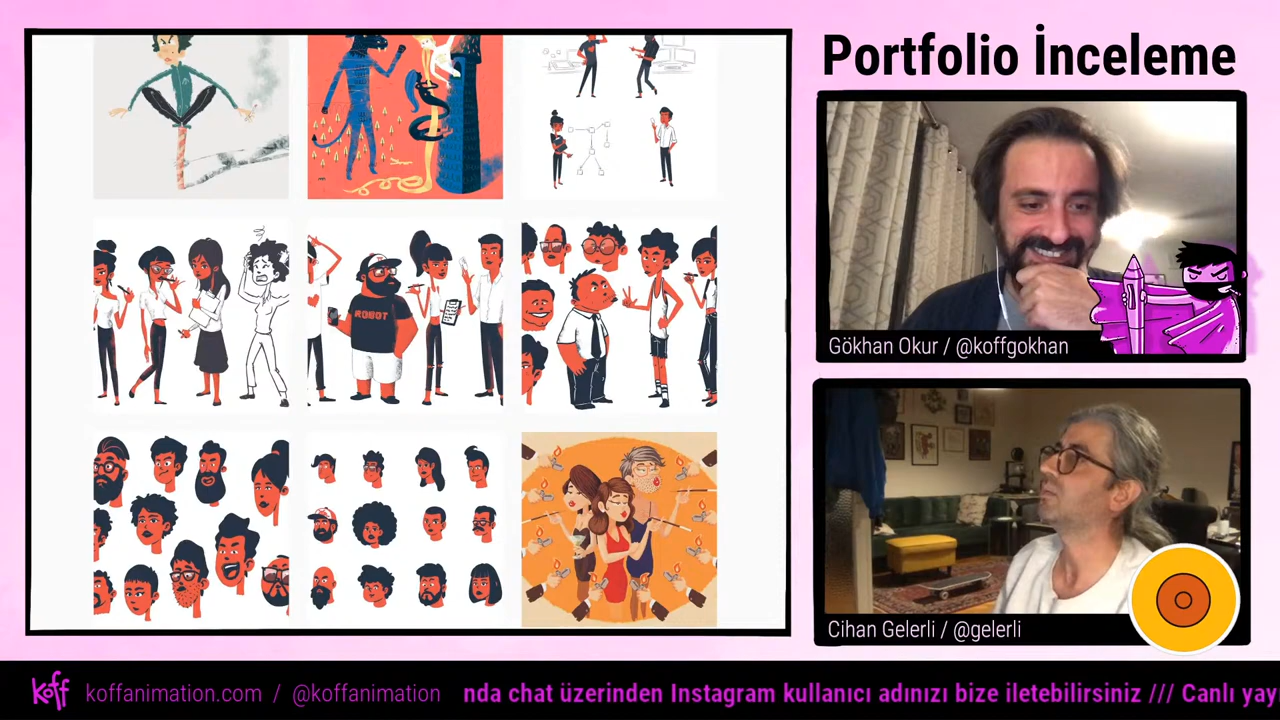 Portfolio İnceleme
ROBOT
Gökhan Okur / @koffgokhan
Cihan Gelerli / @gelerli
koff koffanimation.com / @koffanimation nda chat üzerinden Instagram kullanıcı adınızı bize iletebilirsiniz /// Canlı yay